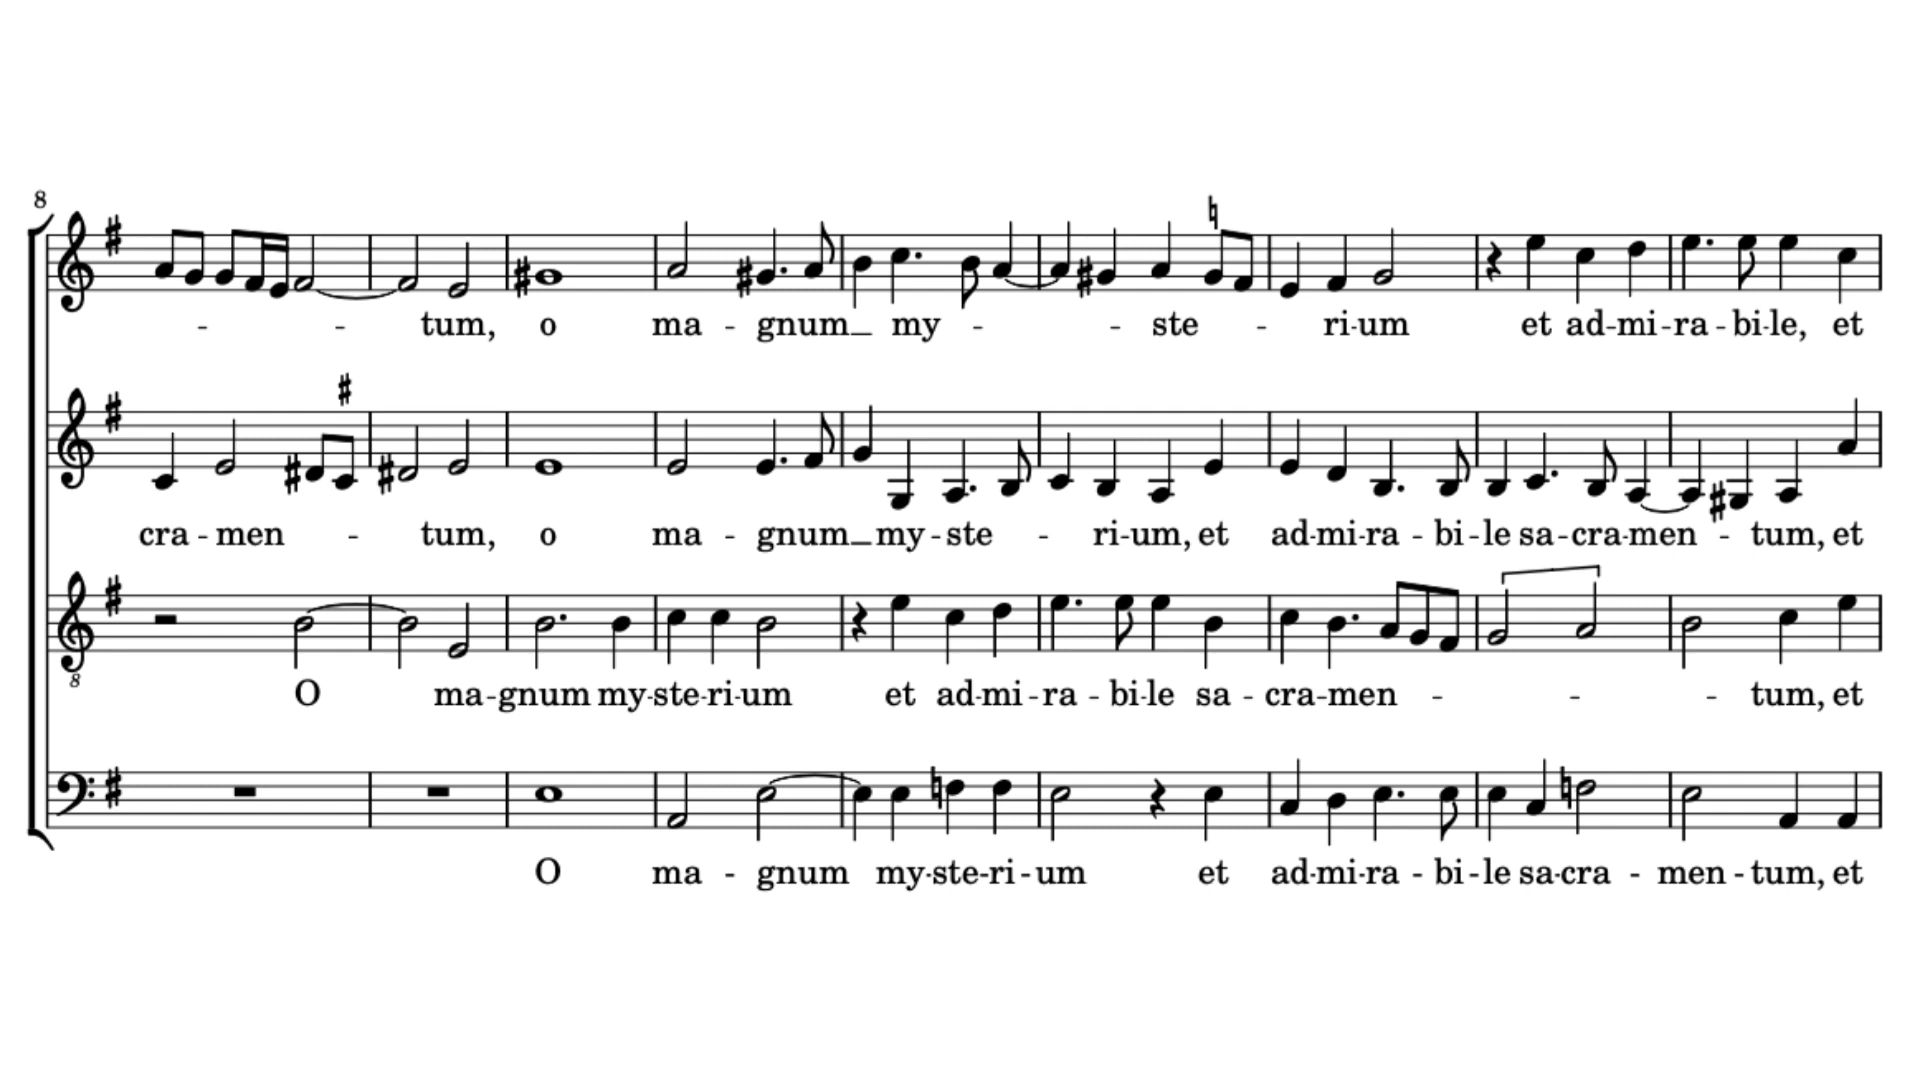 8
- - tum, o ma - gnum_ my - - ste - ri-um et ad-mi-ra-bi-le, et
cra-men - tum, o ma - gnum_my-ste - ri-um, et ad-mi-ra - bi-le sa-cra-men - tum, et
8
O ma-gnum my-ste-ri-um et ad-mi-ra-bi-le sa-cra-men - - - tum, et
O ma - gnum my-ste-ri-um et ad-mi-ra - bi-le sa-cra - men-tum, et